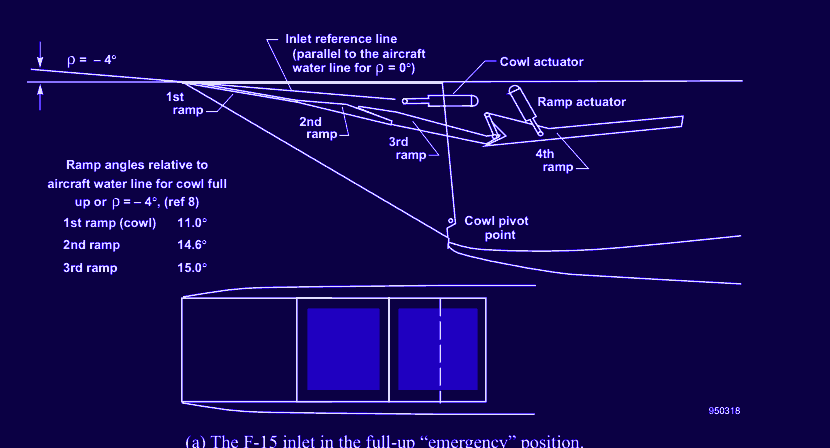 ρ = – 4°
Inlet reference line
(parallel to the aircraft
water line for ρ = 0°)
Cowl actuator
1st
ramp
Ramp actuator
2nd
ramp
3rd
ramp
4th
ramp
Ramp angles relative to
aircraft water line for cowl full
up or ρ = – 4°, (ref 8)
1st ramp (cowl) 11.0°
2nd ramp 14.6°
3rd ramp 15.0°
Cowl pivot
point
950318
(a) The F-15 inlet in the full-up “emergency” position.